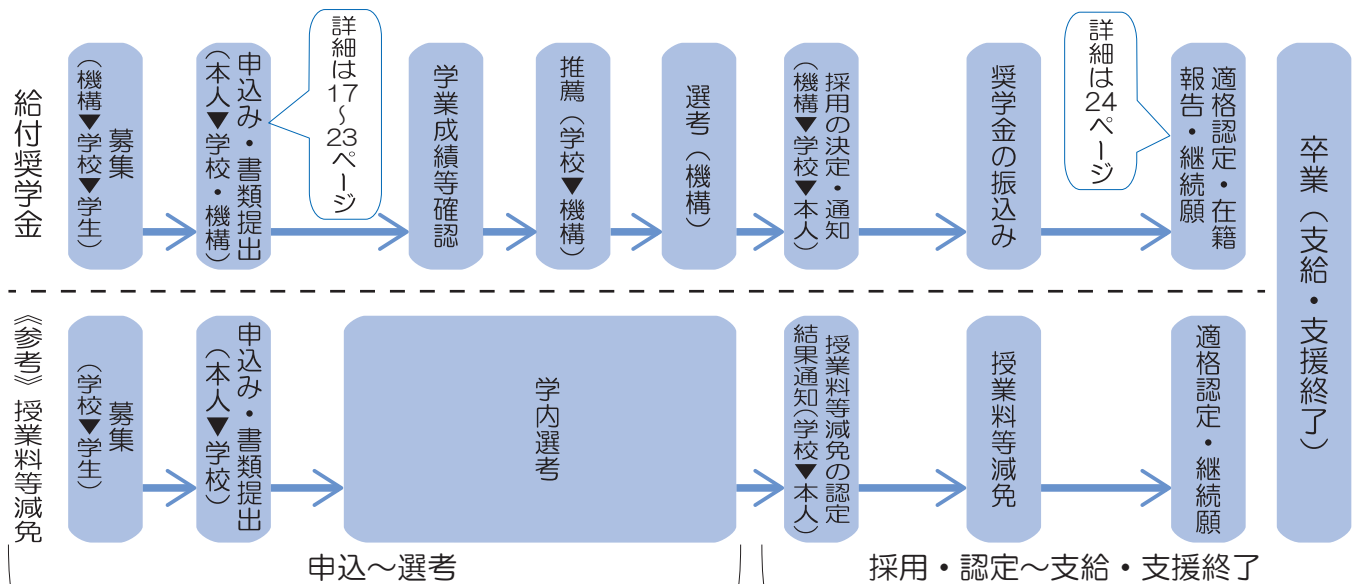 給付奨学金
募集
(機構▼学校▼学生)
申込み・書類提出
(本人▼学校・機構)
詳細は17～23ページ
学業成績等確認
推薦(学校▼機構)
選考(機構)
採用の決定・通知
(機構▼学校▼本人)
奨学金の振込み
詳細は24ページ
適格認定・在籍
報告・継続願
卒業(支給・支援終了)
《参考》授業料等減免
募集
(学校▼学生)
申込み・書類提出
(本人▼学校)
学内選考
授業料等減免の認定
結果通知(学校▼本人)
授業料等減免
適格認定・継続願
申込～選考
採用・認定～支給・支援終了